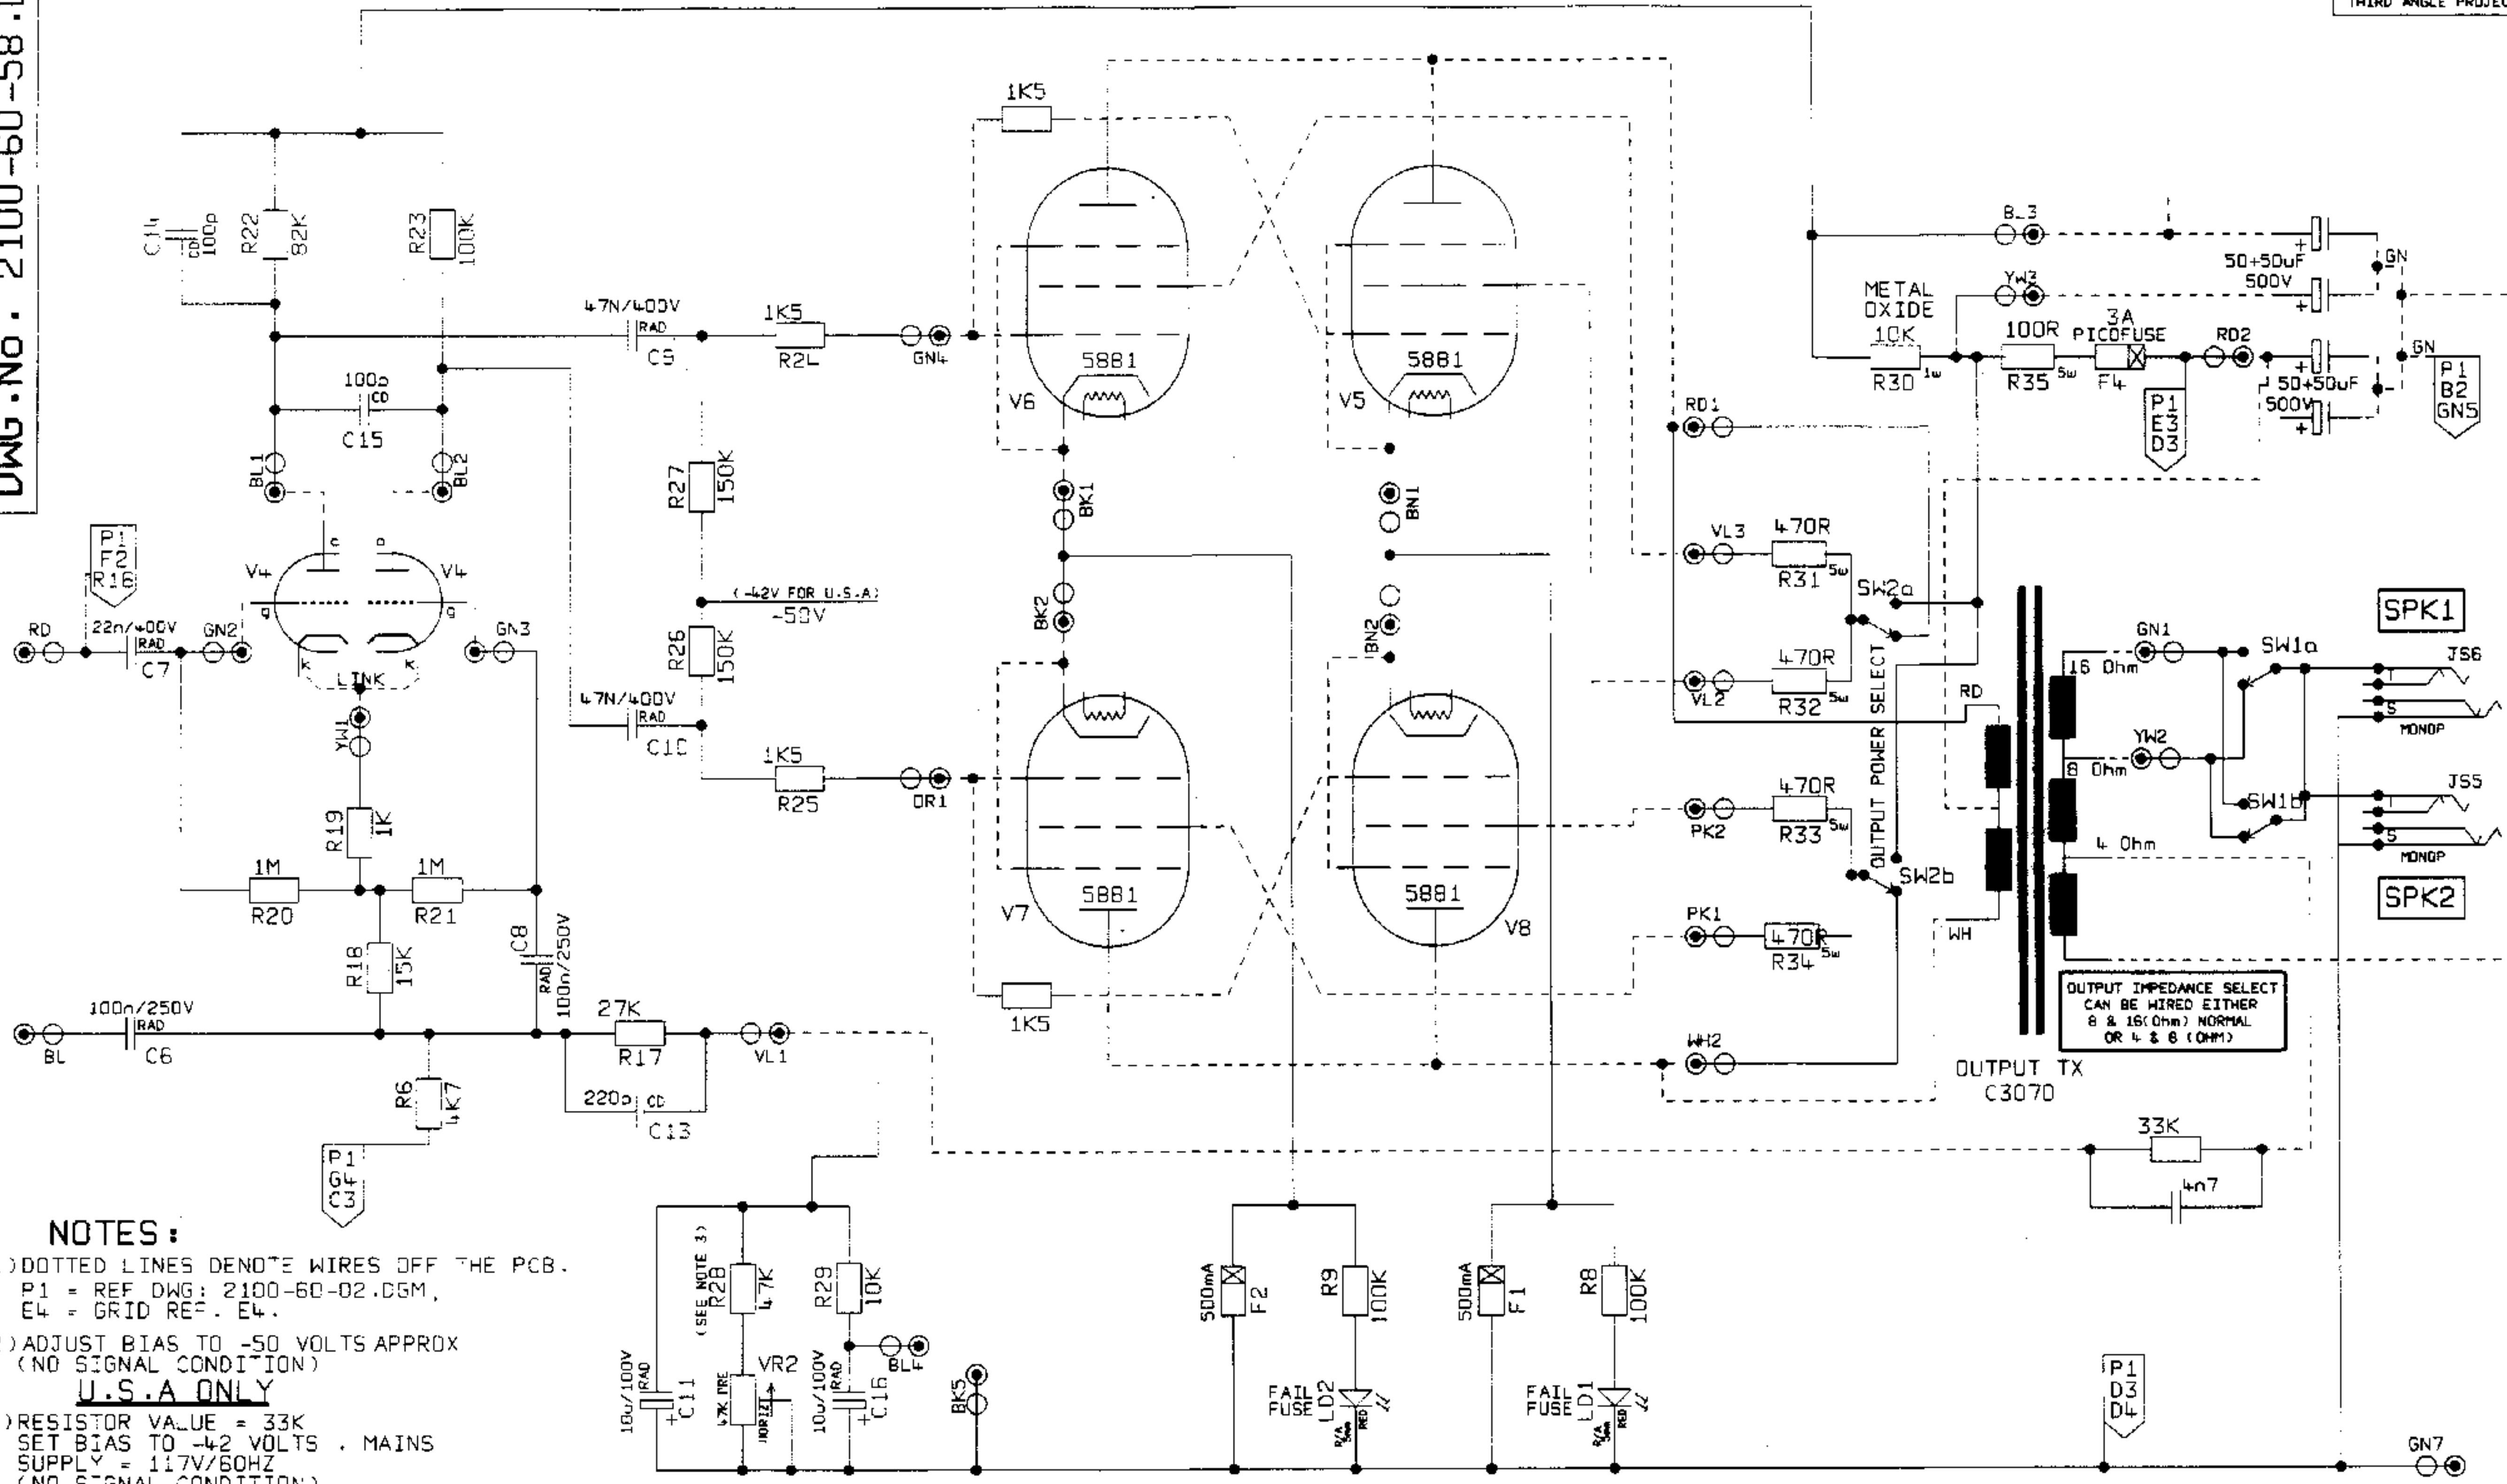 DWG.No. 2100-60-58.
THIRD ANGLE PROJEC
1K5
C14
CD
100p
R22
82K
R23
100K
47N/400V
RAD
C9
1K5
R24
GN4
5881
V6
5881
V5
BL3
50+50uF
500V
GN
YW3
METAL
OXIDE
10K
R30
1w
100R
R35
5w
3A
PICOFUSE
F4
RD2
50+50uF
500V
GN
P1
B2
GN5
P1
E3
D3
100p
CD
C15
BL1
BL2
RD1
R27
150K
BK1
BN1
P1
F2
R16
V4
V4
g
g
K
K
LINK
RD
22n/400V
RAD
C7
GN2
GN3
(-42V FOR U.S.A)
-50V
R26
150K
BK2
BN2
VL3
470R
5w
R31
SW2a
VL2
470R
5w
R32
OUTPUT POWER SELECT
SPK1
GN1
SW1a
JS6
16 Ohm
RD
S
MONOP
YW2
8 Ohm
SW1b
JS5
4 Ohm
S
MONOP
SPK2
YW1
47N/400V
RAD
C10
1K5
R25
OR1
R19
1K
1M
R20
1M
R21
R18
15K
C8
RAD
100n/250V
5881
V7
5881
V8
PK2
470R
5w
R33
SW2b
PK1
470R
5w
R34
WH
100n/250V
RAD
BL
C6
27K
R17
VL1
220p
CD
C13
R6
4K7
P1
G4
C3
1K5
WH2
OUTPUT IMPEDANCE SELECT
CAN BE WIRED EITHER
8 & 16(Ohm) NORMAL
OR 4 & 8 (OHM)
OUTPUT TX
C3070
33K
4n7
NOTES:
)DOTTED LINES DENOTE WIRES OFF THE PCB.
P1 = REF DWG: 2100-60-02.DGM,
E4 = GRID REF. E4.
)ADJUST BIAS TO -50 VOLTS APPROX
(NO SIGNAL CONDITION)
U.S.A ONLY
)RESISTOR VALUE = 33K
SET BIAS TO -42 VOLTS . MAINS
SUPPLY = 117V/60HZ
(NO SIGNAL CONDITION)
(SEE NOTE 3)
R28
47K
R29
10K
10u/100V
RAD
C11
47K PRE
HORIZ
VR2
10u/100V
RAD
C16
BLF
BK5
500mA
F2
R9
100K
FAIL
FUSE
LD2
R/A
5mm
RED
500mA
F1
R8
100K
FAIL
FUSE
LD1
R/A
5mm
RED
P1
D3
D4
GN7